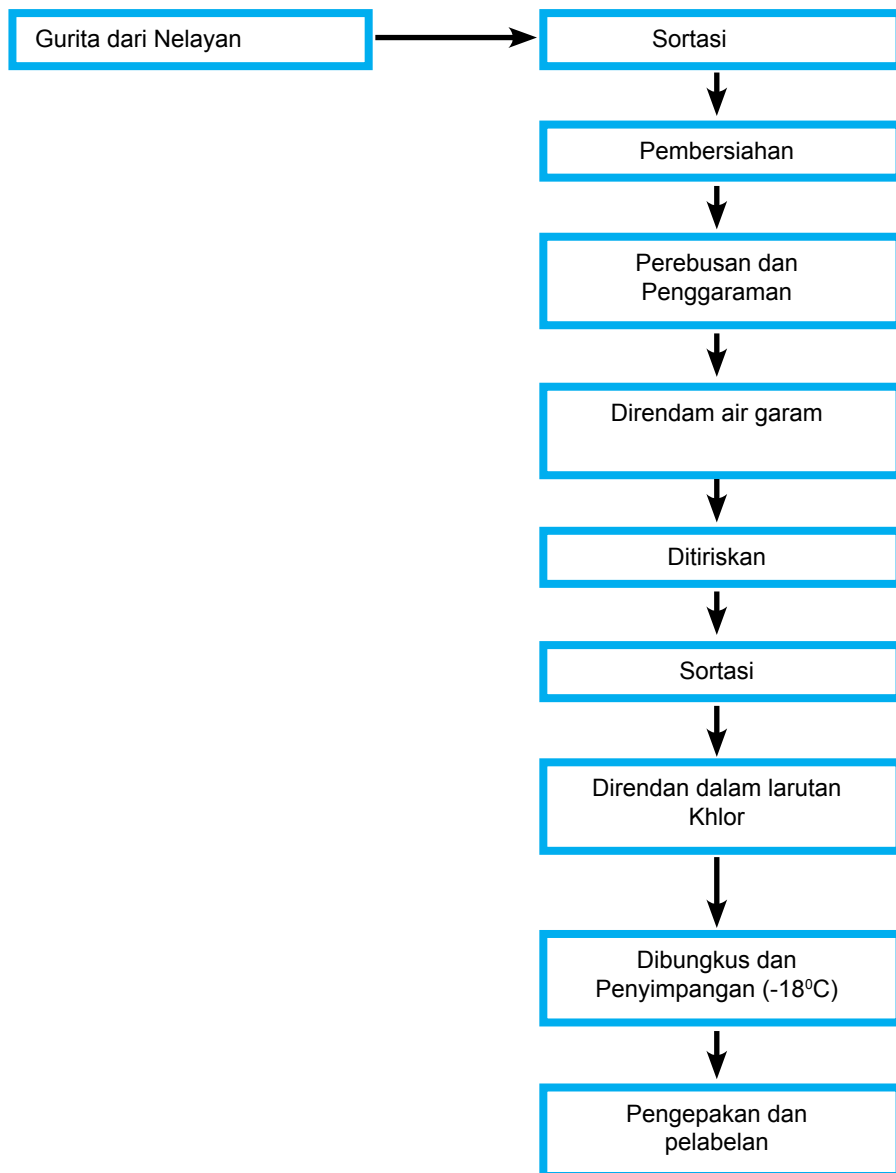 Gurita dari Nelayan
Sortasi
Pembersiahan
Perebusan dan
Penggaraman
Direndam air garam
Ditiriskan
Sortasi
Direndan dalam larutan
Khlor
Dibungkus dan
Penyimpangan (-18⁰C)
Pengepakan dan
pelabelan